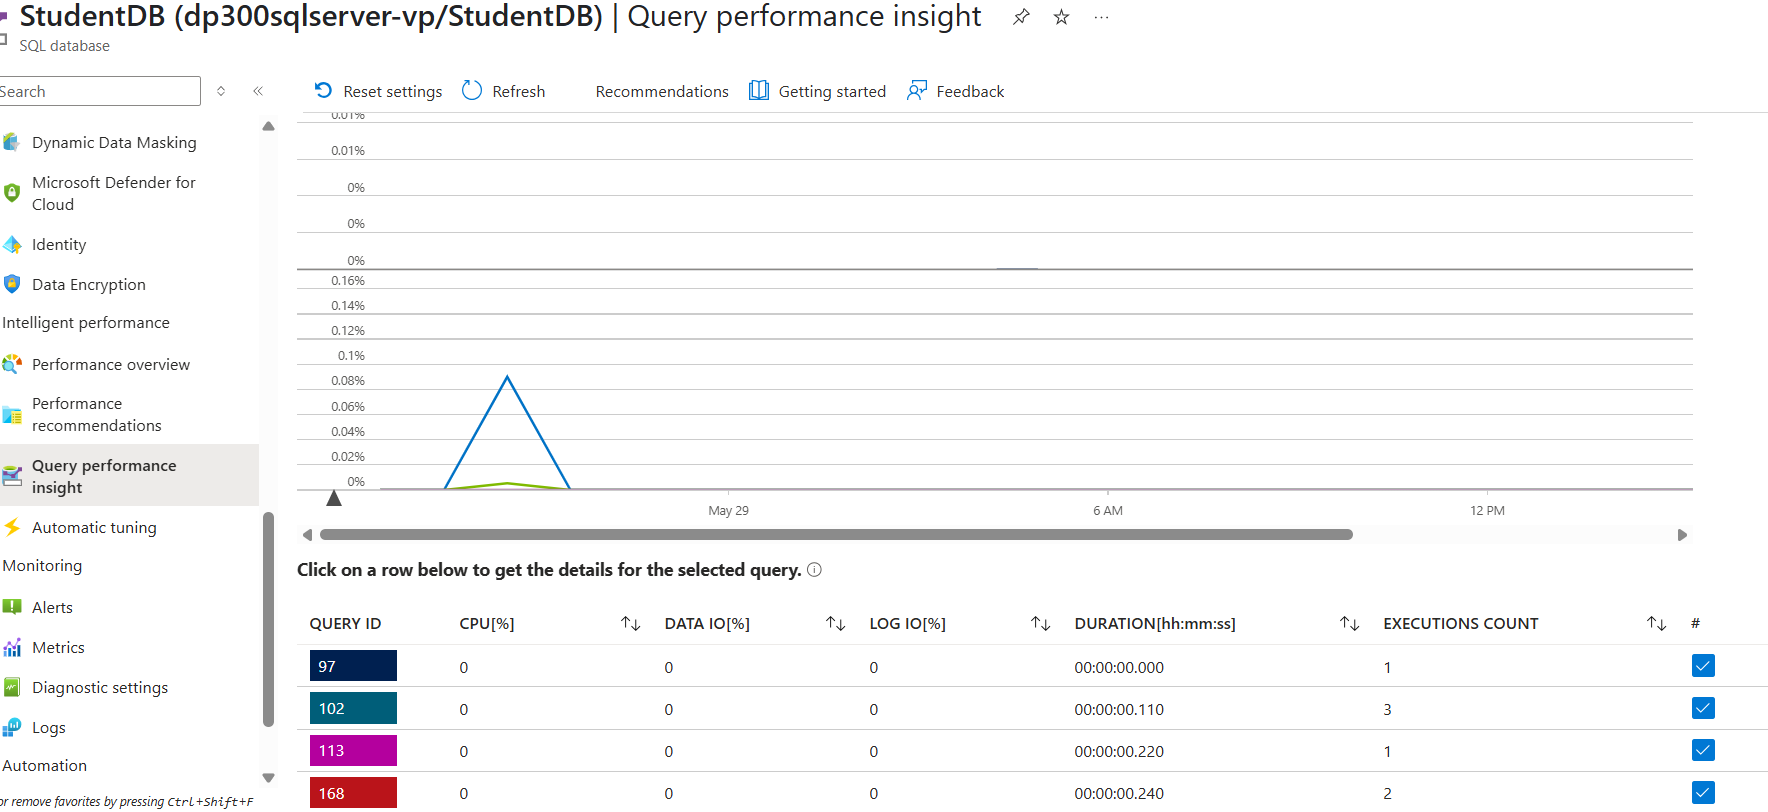 StudentDB (dp300sqlserver-vp/StudentDB) | Query performance insight
SQL database
Search
Reset settings
Refresh
Recommendations
Getting started
Feedback
Dynamic Data Masking
Microsoft Defender for
Cloud
Identity
Data Encryption
Intelligent performance
Performance overview
Performance
recommendations
Query performance
insight
Automatic tuning
Monitoring
Alerts
Metrics
Diagnostic settings
Logs
Automation
or remove favorites by pressing Ctrl+Shift+F
0.01%
0.01%
0%
0%
0%
0.16%
0.14%
0.12%
0.1%
0.08%
0.06%
0.04%
0.02%
0%
May 29 6 AM 12 PM
Click on a row below to get the details for the selected query.
QUERY ID CPU[%] DATA IO[%] LOG IO[%] DURATION[hh:mm:ss] EXECUTIONS COUNT #
97 0 0 0 00:00:00.000 1
102 0 0 0 00:00:00.110 3
113 0 0 0 00:00:00.220 1
168 0 0 0 00:00:00.240 2